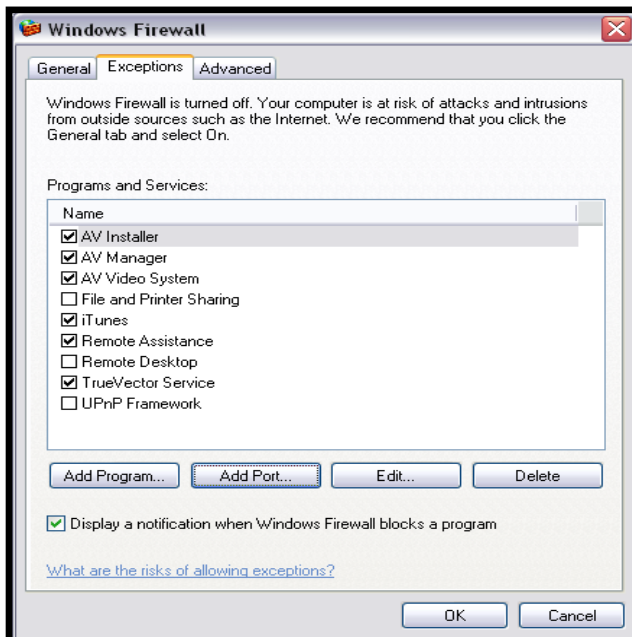 Windows Firewall
General Exceptions Advanced
Windows Firewall is turned off. Your computer is at risk of attacks and intrusions
from outside sources such as the Internet. We recommend that you click the
General tab and select On.
Programs and Services:
Name
AV Installer
AV Manager
AV Video System
File and Printer Sharing
iTunes
Remote Assistance
Remote Desktop
TrueVector Service
UPnP Framework
Add Program... Add Port... Edit... Delete
Display a notification when Windows Firewall blocks a program
What are the risks of allowing exceptions?
OK Cancel